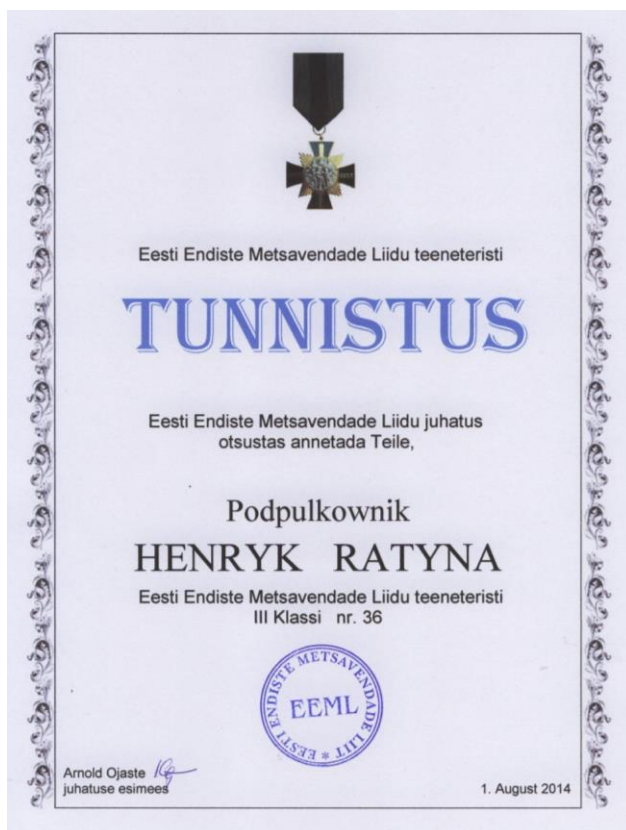 Eesti Endiste Metsavendade Liidu teeneteristi
TUNNISTUS
Eesti Endiste Metsavendade Liidu juhatus
otsustas annetada Teile,
Podpulkownik
HENRYK RATYNA
Eesti Endiste Metsavendade Liidu teeneteristi
III Klassi nr. 36
EESTI ENDISTE METSAVENDADE LIIT *
EEML
Arnold Ojaste
juhatuse esimees
1. August 2014